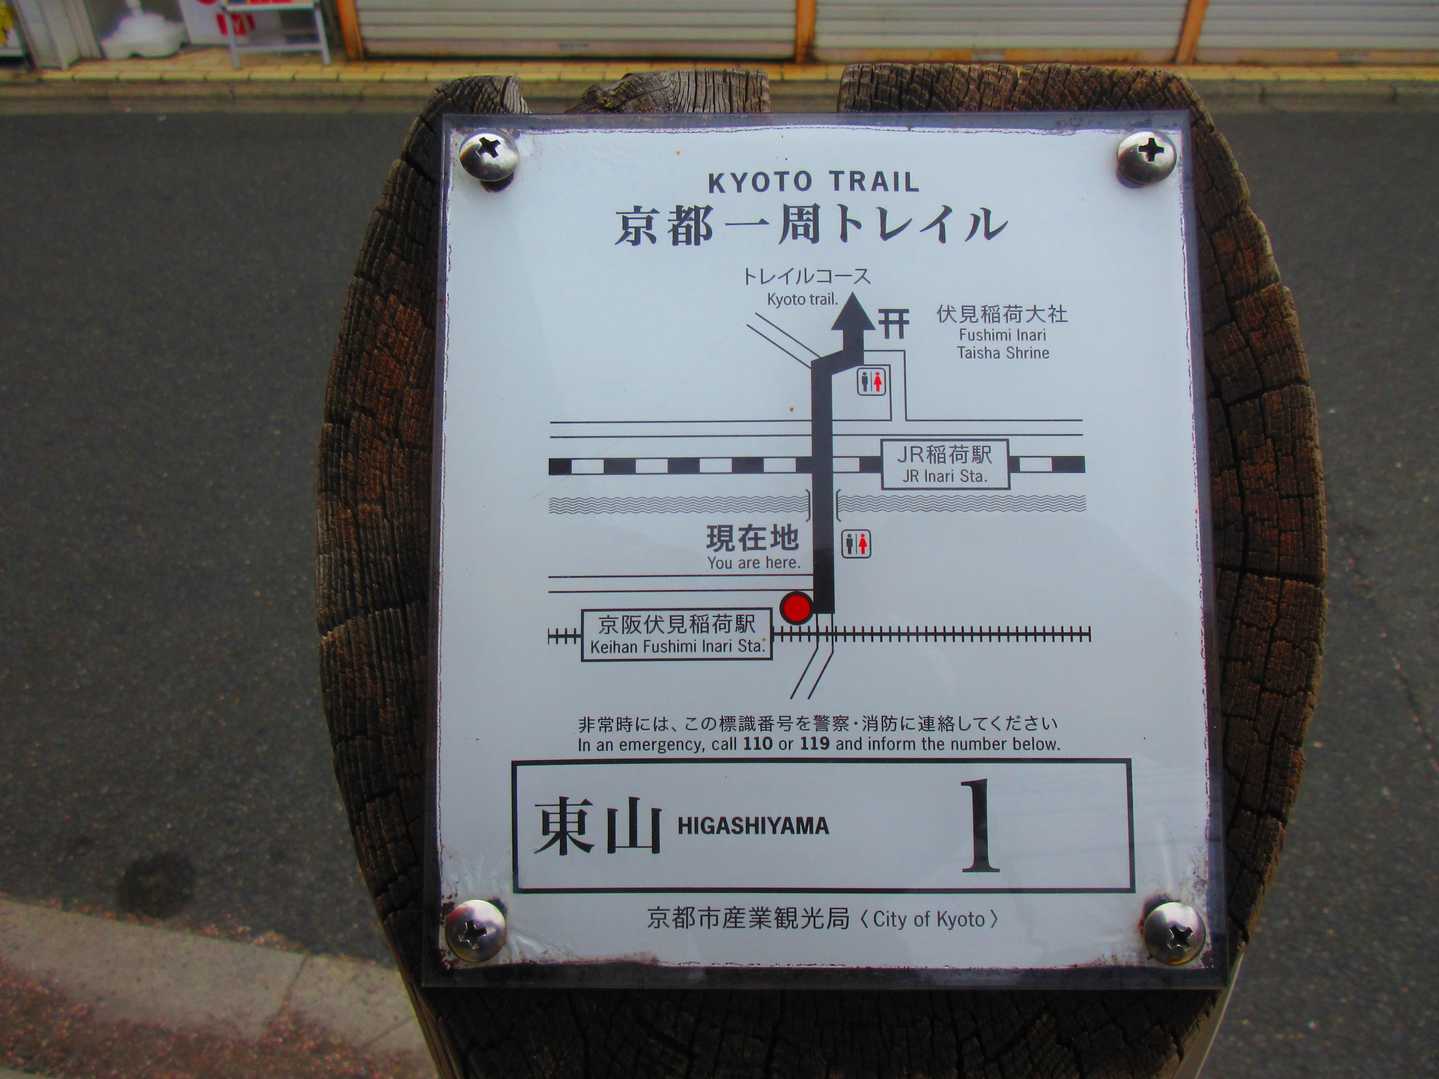 KYOTO TRAIL
京都一周トレイル
トレイルコース
Kyoto trail.
伏見稲荷大社
Fushimi Inari
Taisha Shrine
JR稲荷駅
JR Inari Sta.
現在地
You are here.
京阪伏見稲荷駅
Keihan Fushimi Inari Sta.
非常時には、この標識番号を警察・消防に連絡してください
In an emergency, call 110 or 119 and inform the number below.
東山 HIGASHIYAMA 1
京都市産業観光局〈City of Kyoto〉